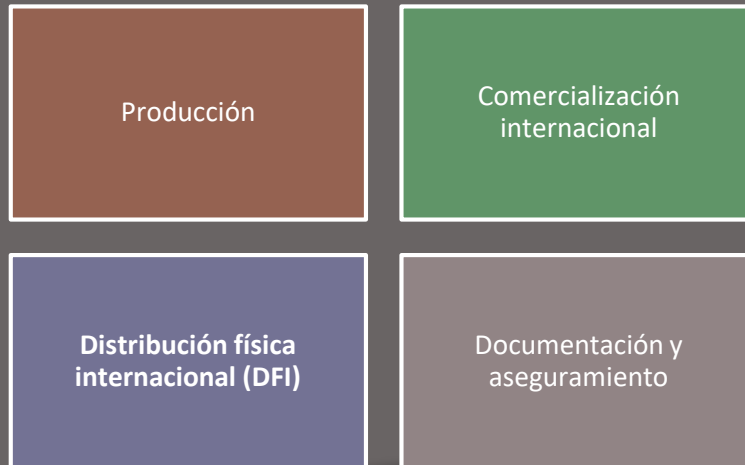 Producción
Comercialización
internacional
Distribución física
internacional (DFI)
Documentación y
aseguramiento